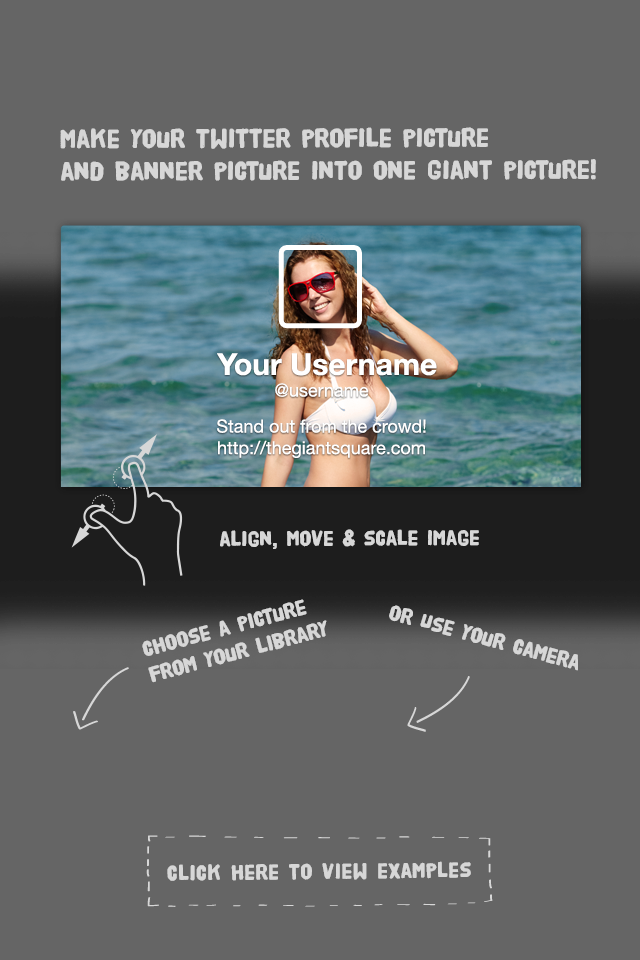 MAKE YOUR TWITTER PROFILE PICTURE
AND BANNER PICTURE INTO ONE GIANT PICTURE!
Your Username
@username
Stand out from the crowd!
http://thegiantsquare.com
ALIGN, MOVE & SCALE IMAGE
CHOOSE A PICTURE
FROM YOUR LIBRARY
OR USE YOUR CAMERA
CLICK HERE TO VIEW EXAMPLES